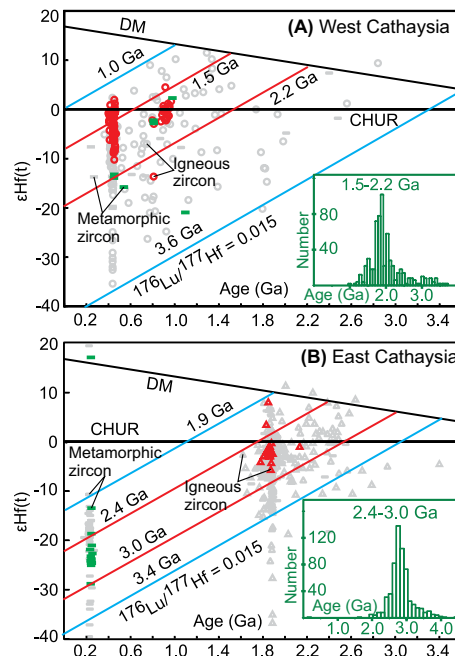 (A) West Cathaysia
20
10
0
-10
-20
-30
-40
εHf(t)
DM
1.0 Ga
1.5 Ga
2.2 Ga
CHUR
Igneous
zircon
Metamorphic
zircon
3.6 Ga
176Lu/177Hf = 0.015
1.5-2.2 Ga
Number
80
40
Age (Ga)
2.0
3.0
Age (Ga)
0.2
0.6
1.0
1.4
1.8
2.2
2.6
3.0
3.4
(B) East Cathaysia
20
10
0
-10
-20
-30
-40
εHf(t)
DM
1.9 Ga
CHUR
Metamorphic
zircon
2.4 Ga
Igneous
zircon
3.0 Ga
3.4 Ga
176Lu/177Hf = 0.015
2.4-3.0 Ga
Number
120
40
Age (Ga)
1.0
2.0
3.0
4.0
Age (Ga)
0.2
0.6
1.0
1.4
1.8
2.2
2.6
3.0
3.4